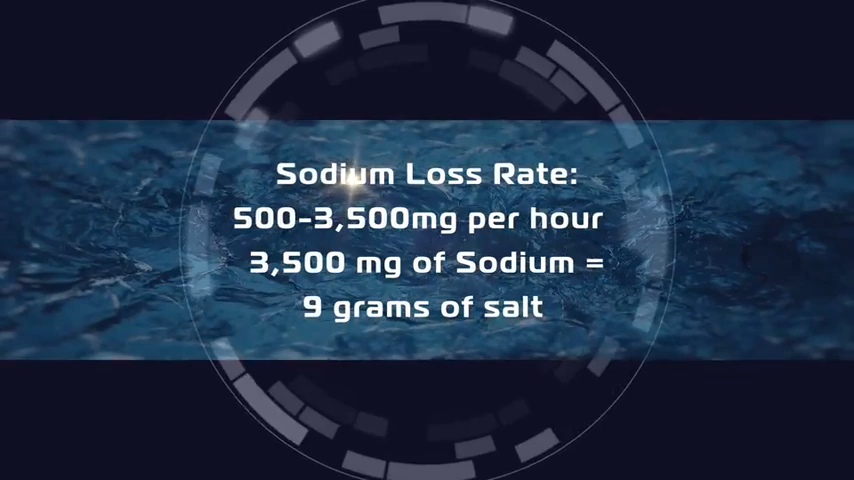 Sodium Loss Rate:
500-3,500mg per hour
3,500 mg of Sodium =
9 grams of salt